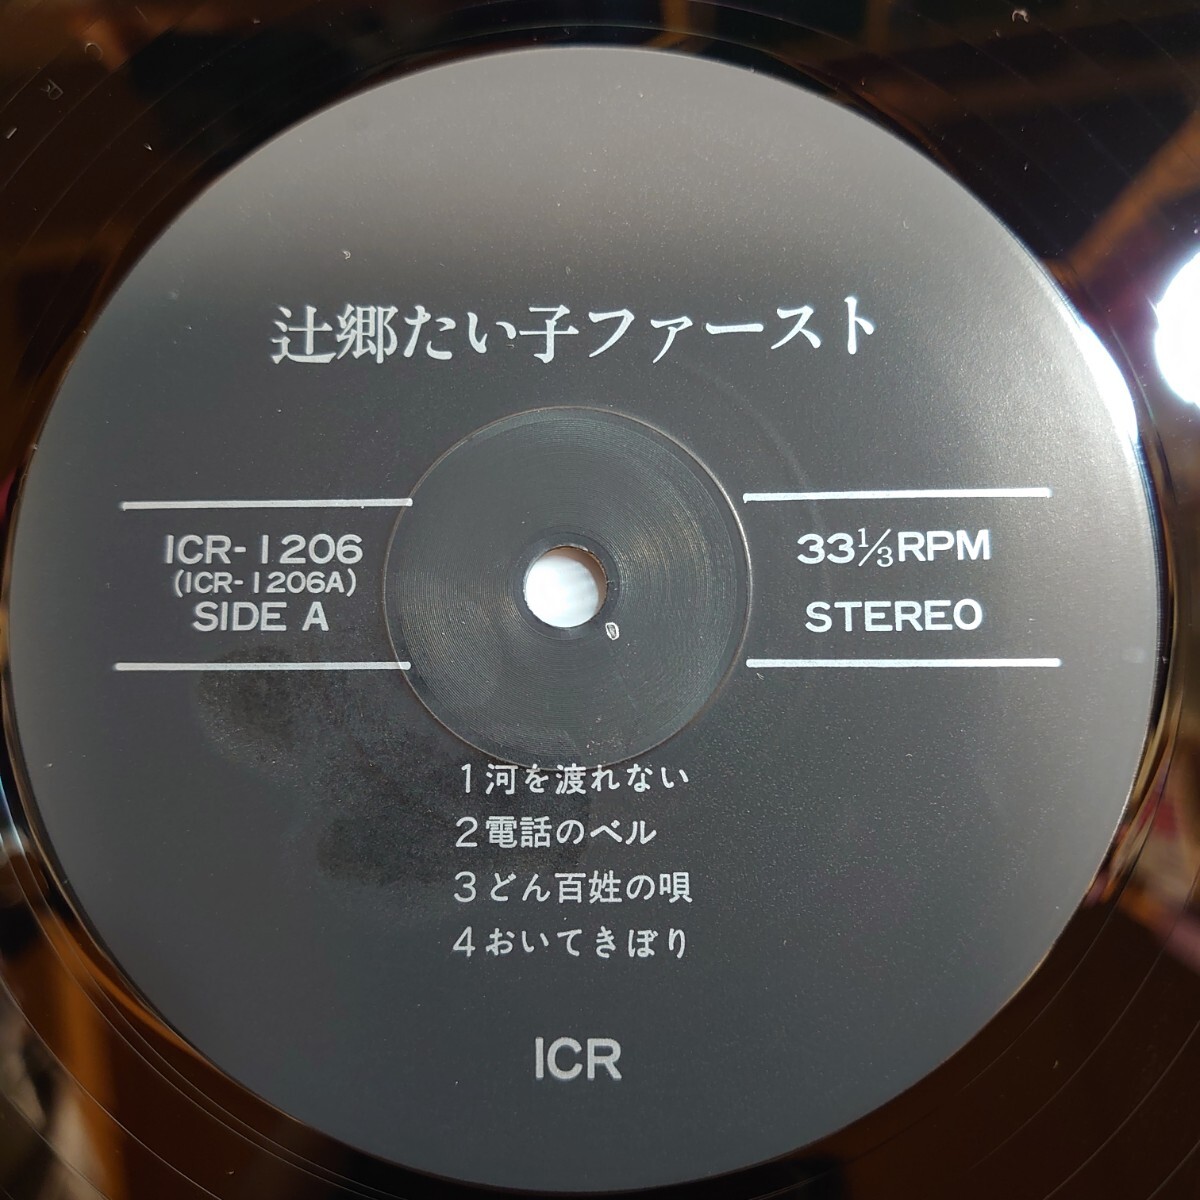 辻郷たい子ファースト
ICR-1206
(ICR-1206A)
SIDE A
33⅓RPM
STEREO
1 河を渡れない
2 電話のベル
3 どん百姓の唄
4 おいてきぼり
ICR